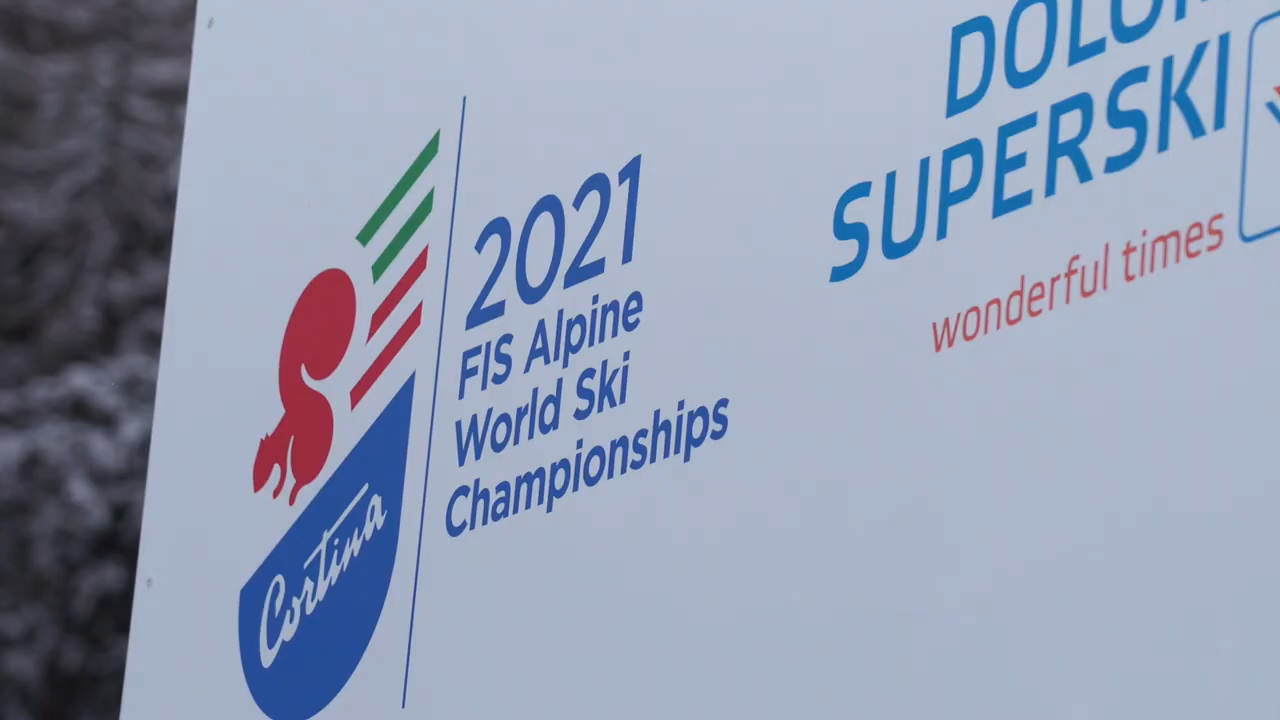 2021
FIS Alpine
World Ski
Championships
Cortina
SUPERSKI
wonderful times